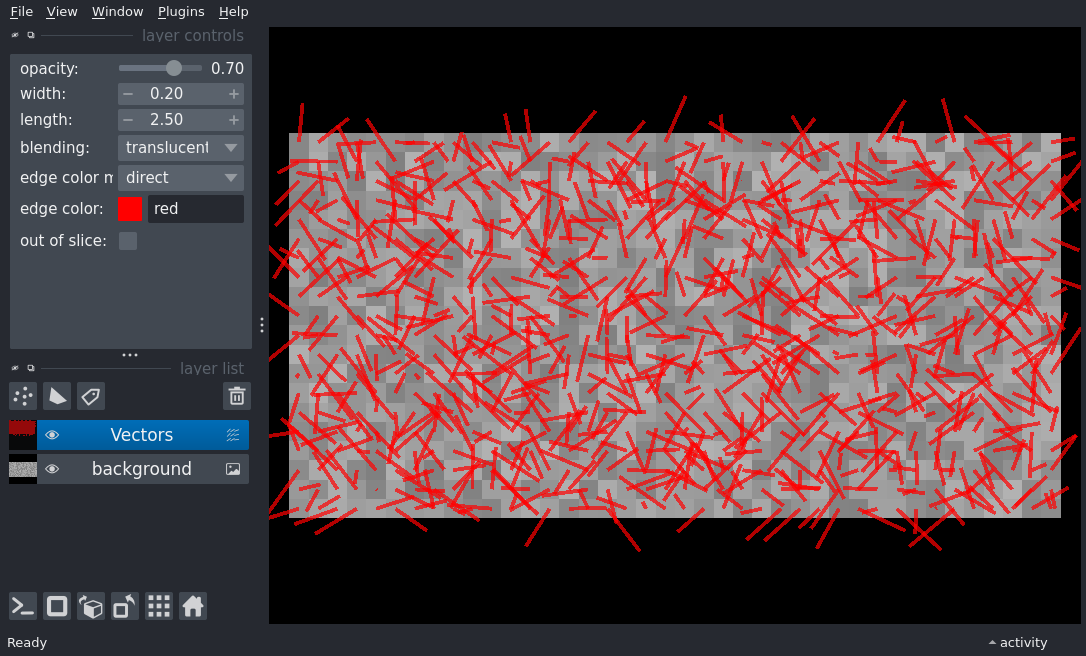 File View Window Plugins Help
layer controls
opacity: 0.70
width: 0.20
length: 2.50
blending: translucent
edge color m direct
edge color: red
out of slice:
layer list
Vectors
background
Ready
activity